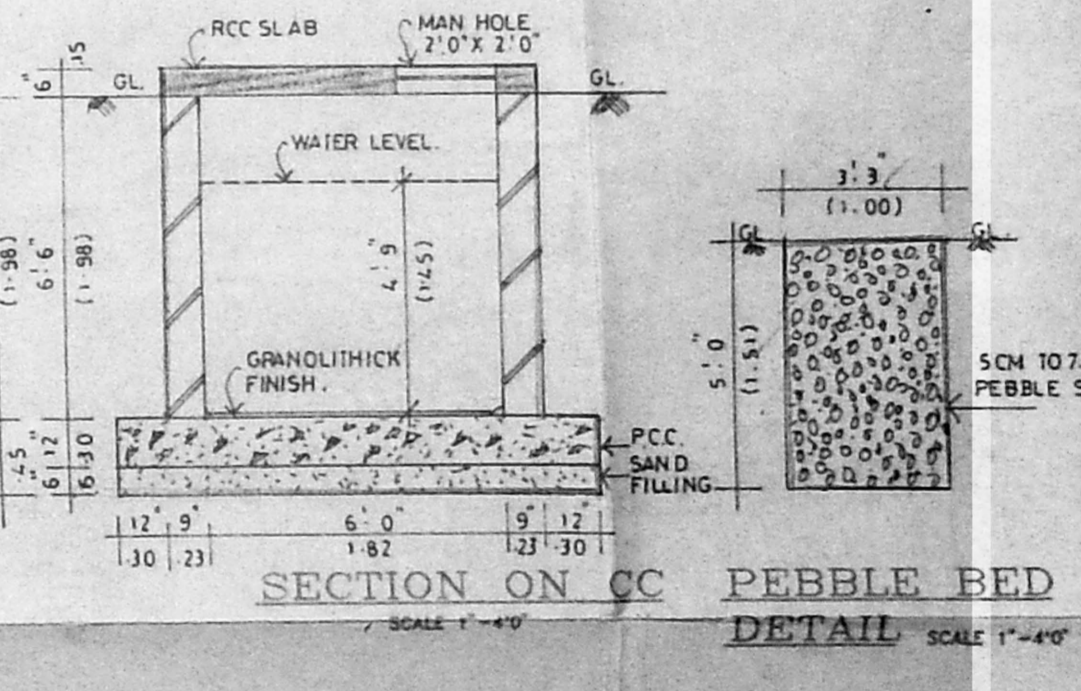 RCC SLAB
MAN HOLE
2'0" X 2'0"
GL.
GL.
6"
.15
WATER LEVEL.
(1·98)
6'6"
(1·98)
4'9"
(1·45)
GRANOLITHICK
FINISH.
.45
6" 12"
·30
P.C.C.
SAND
FILLING
12" 9" 6'-0" 9" 12"
.30 .23 1·82 .23 .30
SECTION ON CC
SCALE 1"-4'0"
3'3"
(1.00)
GL
GL.
5'0"
(1.51)
5CM TO 7.
PEBBLE S
PEBBLE BED
DETAIL SCALE 1"-4'0"